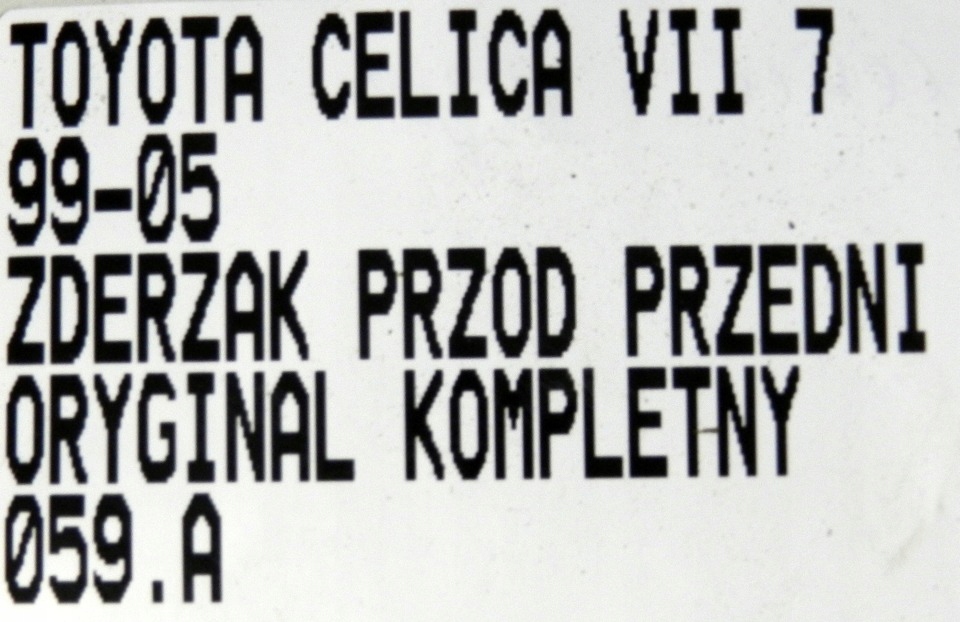 TOYOTA CELICA VII 7
99-05
ZDERZAK PRZOD PRZEDNI
ORYGINAL KOMPLETNY
059.A